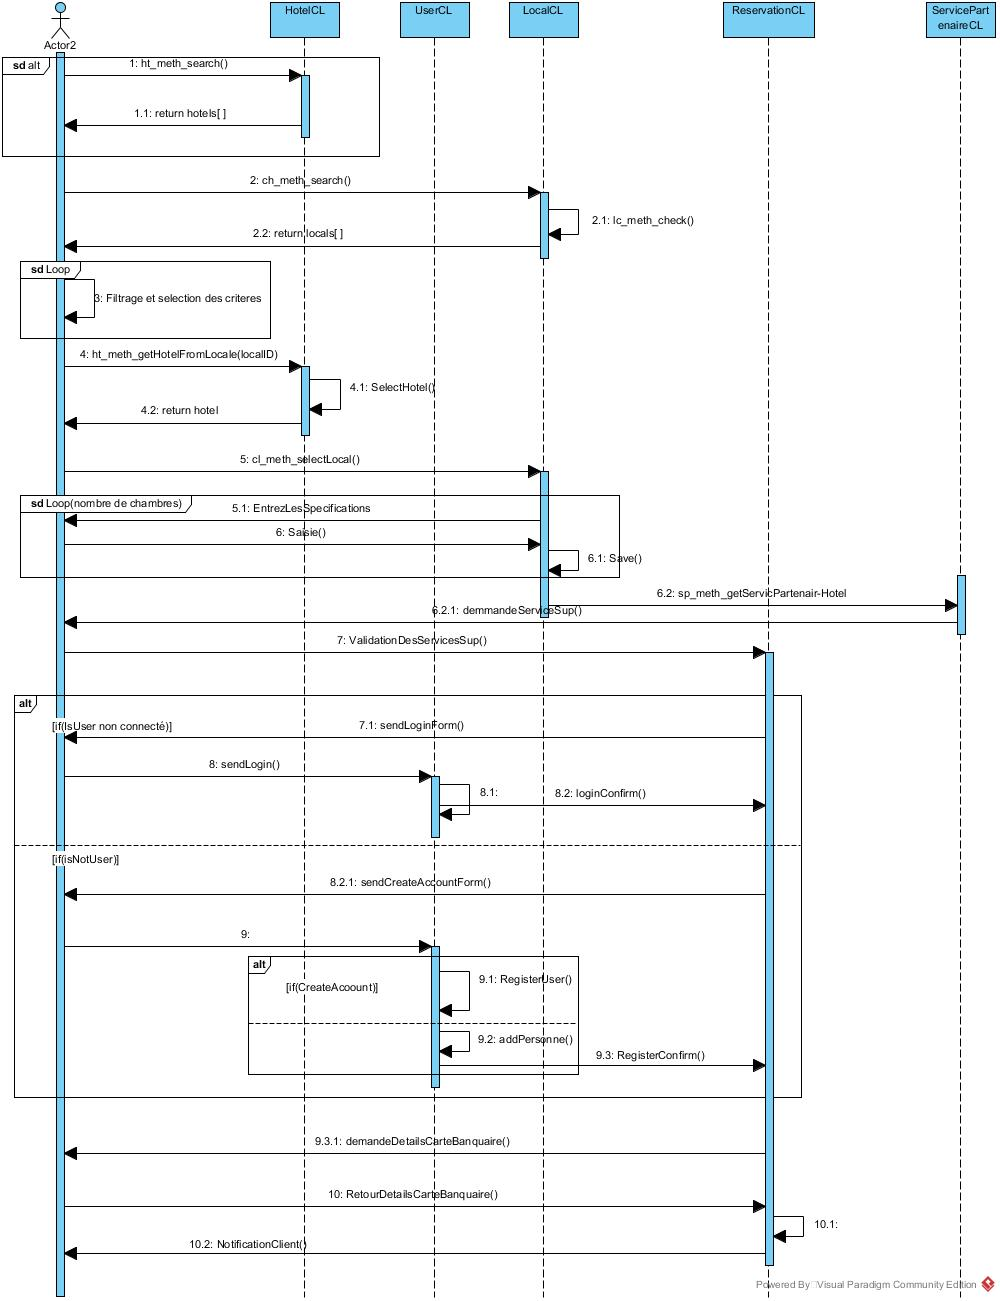 HotelCL
UserCL
LocalCL
ReservationCL
ServicePart
enaireCL
Actor2
sd alt
1: ht_meth_search()
1.1: return hotels[ ]
2: ch_meth_search()
2.1: lc_meth_check()
2.2: return locals[ ]
sd Loop
3: Filtrage et selection des criteres
4: ht_meth_getHotelFromLocale(localID)
4.1: SelectHotel()
4.2: return hotel
5: cl_meth_selectLocal()
sd Loop(nombre de chambres)
5.1: EntrezLesSpecifications
6: Saisie()
6.1: Save()
6.2: sp_meth_getServicPartenair-Hotel
6.2.1: demmandeServiceSup()
7: ValidationDesServicesSup()
alt
[if(IsUser non connecté)]
7.1: sendLoginForm()
8: sendLogin()
8.1:
8.2: loginConfirm()
[if(isNotUser)]
8.2.1: sendCreateAccountForm()
9:
alt
[if(CreateAcoount)]
9.1: RegisterUser()
9.2: addPersonne()
9.3: RegisterConfirm()
9.3.1: demandeDetailsCarteBanquaire()
10: RetourDetailsCarteBanquaire()
10.1:
10.2: NotificationClient()
Powered By Visual Paradigm Community Edition